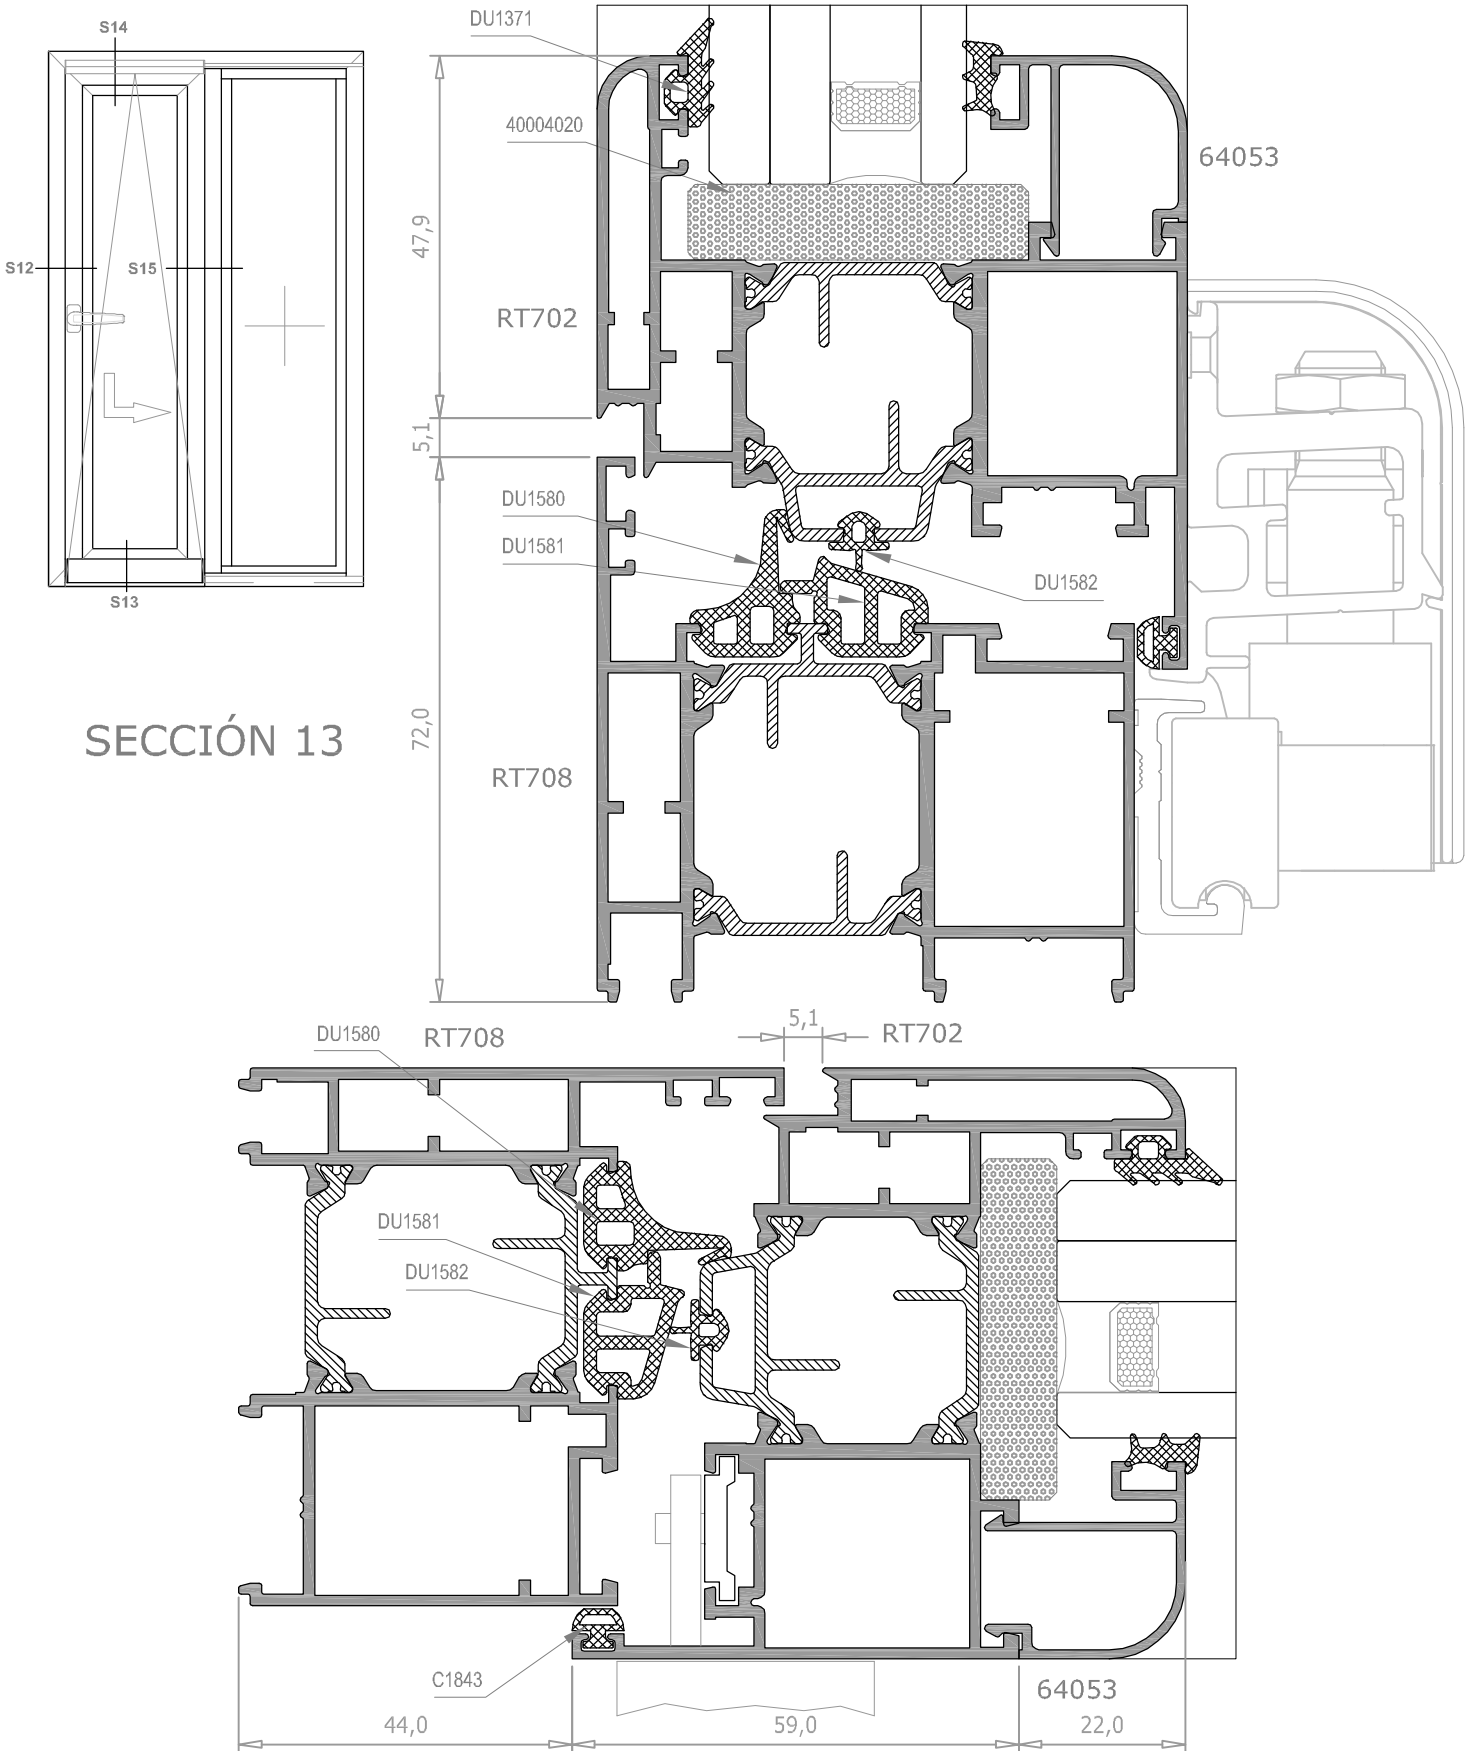 S14
S12
S15
S13
DU1371
40004020
64053
47,9
RT702
5,1
DU1580
DU1581
DU1582
SECCIÓN 13
72,0
RT708
DU1580
RT708
5,1
RT702
DU1581
DU1582
C1843
64053
44,0
59,0
22,0